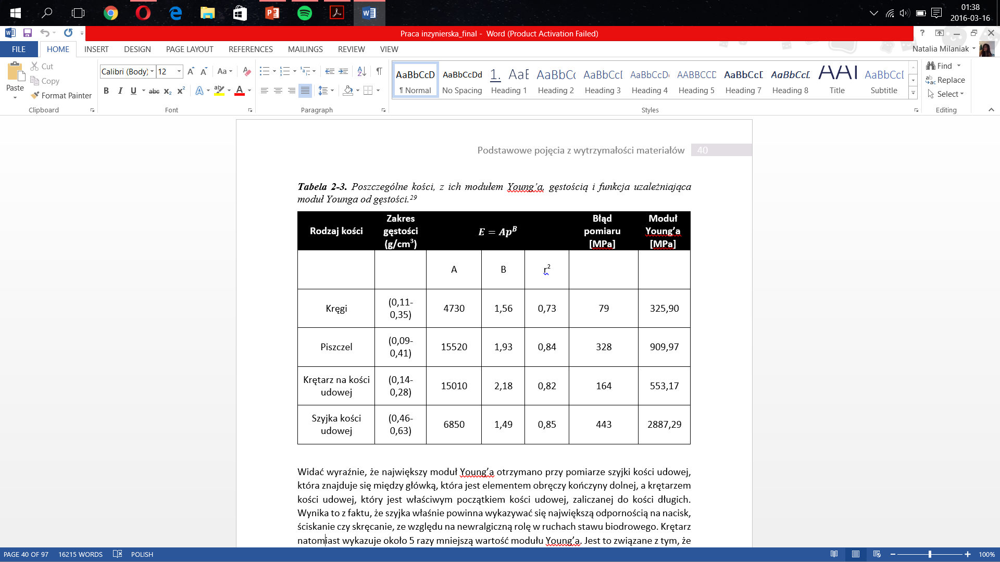 01:38
2016-03-16
Praca inzynierska_final - Word (Product Activation Failed)
FILE HOME INSERT DESIGN PAGE LAYOUT REFERENCES MAILINGS REVIEW VIEW
Natalia Milaniak
Paste
Cut
Copy
Format Painter
Clipboard
Calibri (Body) 12
Font
Paragraph
AaBbCcD AaBbCcDd 1. AaE AaBbCc AaBbCcI AaBbCcD AABBCCD AaBbCcI AaBbCcL AAI AaBbCcI
¶ Normal No Spacing Heading 1 Heading 2 Heading 3 Heading 4 Heading 5 Heading 7 Heading 8 Title Subtitle
Styles
Find
Replace
Select
Editing
Podstawowe pojęcia z wytrzymałości materiałów 40
Tabela 2-3. Poszczególne kości, z ich modułem Young’a, gęstością i funkcja uzależniająca
moduł Younga od gęstości.²⁹
Rodzaj kości
Zakres
gęstości
(g/cm³)
E = Apᴮ
Błąd
pomiaru
[MPa]
Moduł
Young’a
[MPa]
A B r²
Kręgi (0,11-
0,35) 4730 1,56 0,73 79 325,90
Piszczel (0,09-
0,41) 15520 1,93 0,84 328 909,97
Krętarz na kości
udowej (0,14-
0,28) 15010 2,18 0,82 164 553,17
Szyjka kości
udowej (0,46-
0,63) 6850 1,49 0,85 443 2887,29
Widać wyraźnie, że największy moduł Young’a otrzymano przy pomiarze szyjki kości udowej,
która znajduje się między główką, która jest elementem obręczy kończyny dolnej, a krętarzem
kości udowej, który jest właściwym początkiem kości udowej, zaliczanej do kości długich.
Wynika to z faktu, że szyjka właśnie powinna wykazywać się największą odpornością na nacisk,
ściskanie czy skręcanie, ze względu na newralgiczną rolę w ruchach stawu biodrowego. Krętarz
natomiast wykazuje około 5 razy mniejszą wartość modułu Young’a. Jest to związane z tym, że
PAGE 40 OF 97 16215 WORDS POLISH 100%